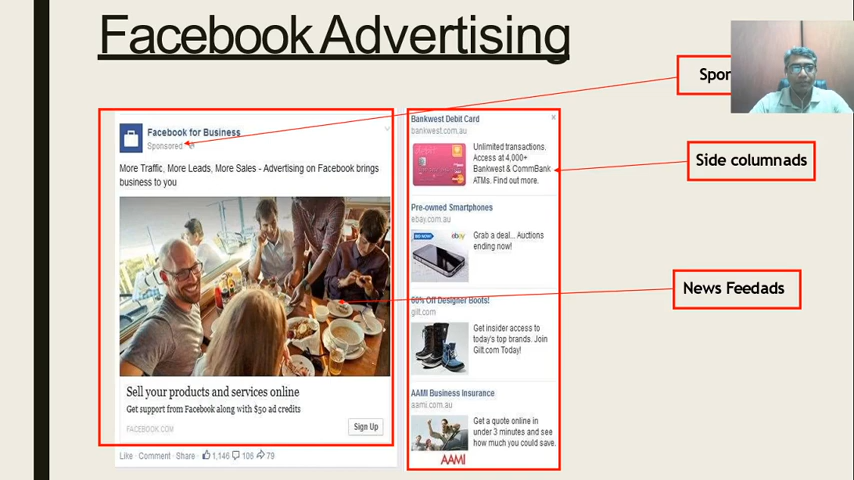 Facebook Advertising
Facebook for Business
Sponsored
More Traffic, More Leads, More Sales - Advertising on Facebook brings
business to you
Sell your products and services online
Get support from Facebook along with $50 ad credits
FACEBOOK.COM
Sign Up
Like · Comment · Share · 1,146 106 79
Bankwest Debit Card
bankwest.com.au
Unlimited transactions.
Access at 4,000+
Bankwest & CommBank
ATMs. Find out more.
Pre-owned Smartphones
ebay.com.au
ebay
Grab a deal... Auctions
ending now!
60% Off Designer Boots!
gilt.com
Get insider access to
today's top brands. Join
Gilt.com Today!
AAMI Business Insurance
aami.com.au
Get a quote online in
under 3 minutes and see
how much you could save.
AAMI
Side columnads
News Feedads